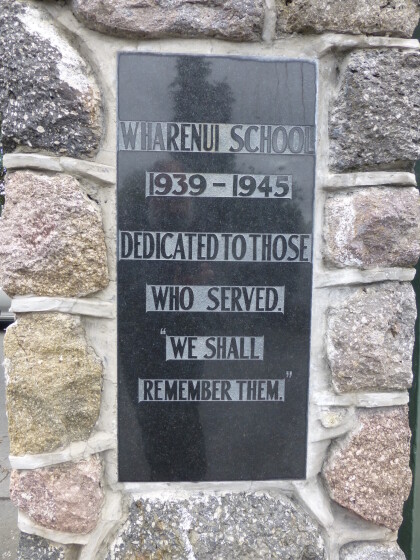 WHARENUI SCHOOL
1939-1945
DEDICATED TO THOSE
WHO SERVED.
"WE SHALL
REMEMBER THEM."